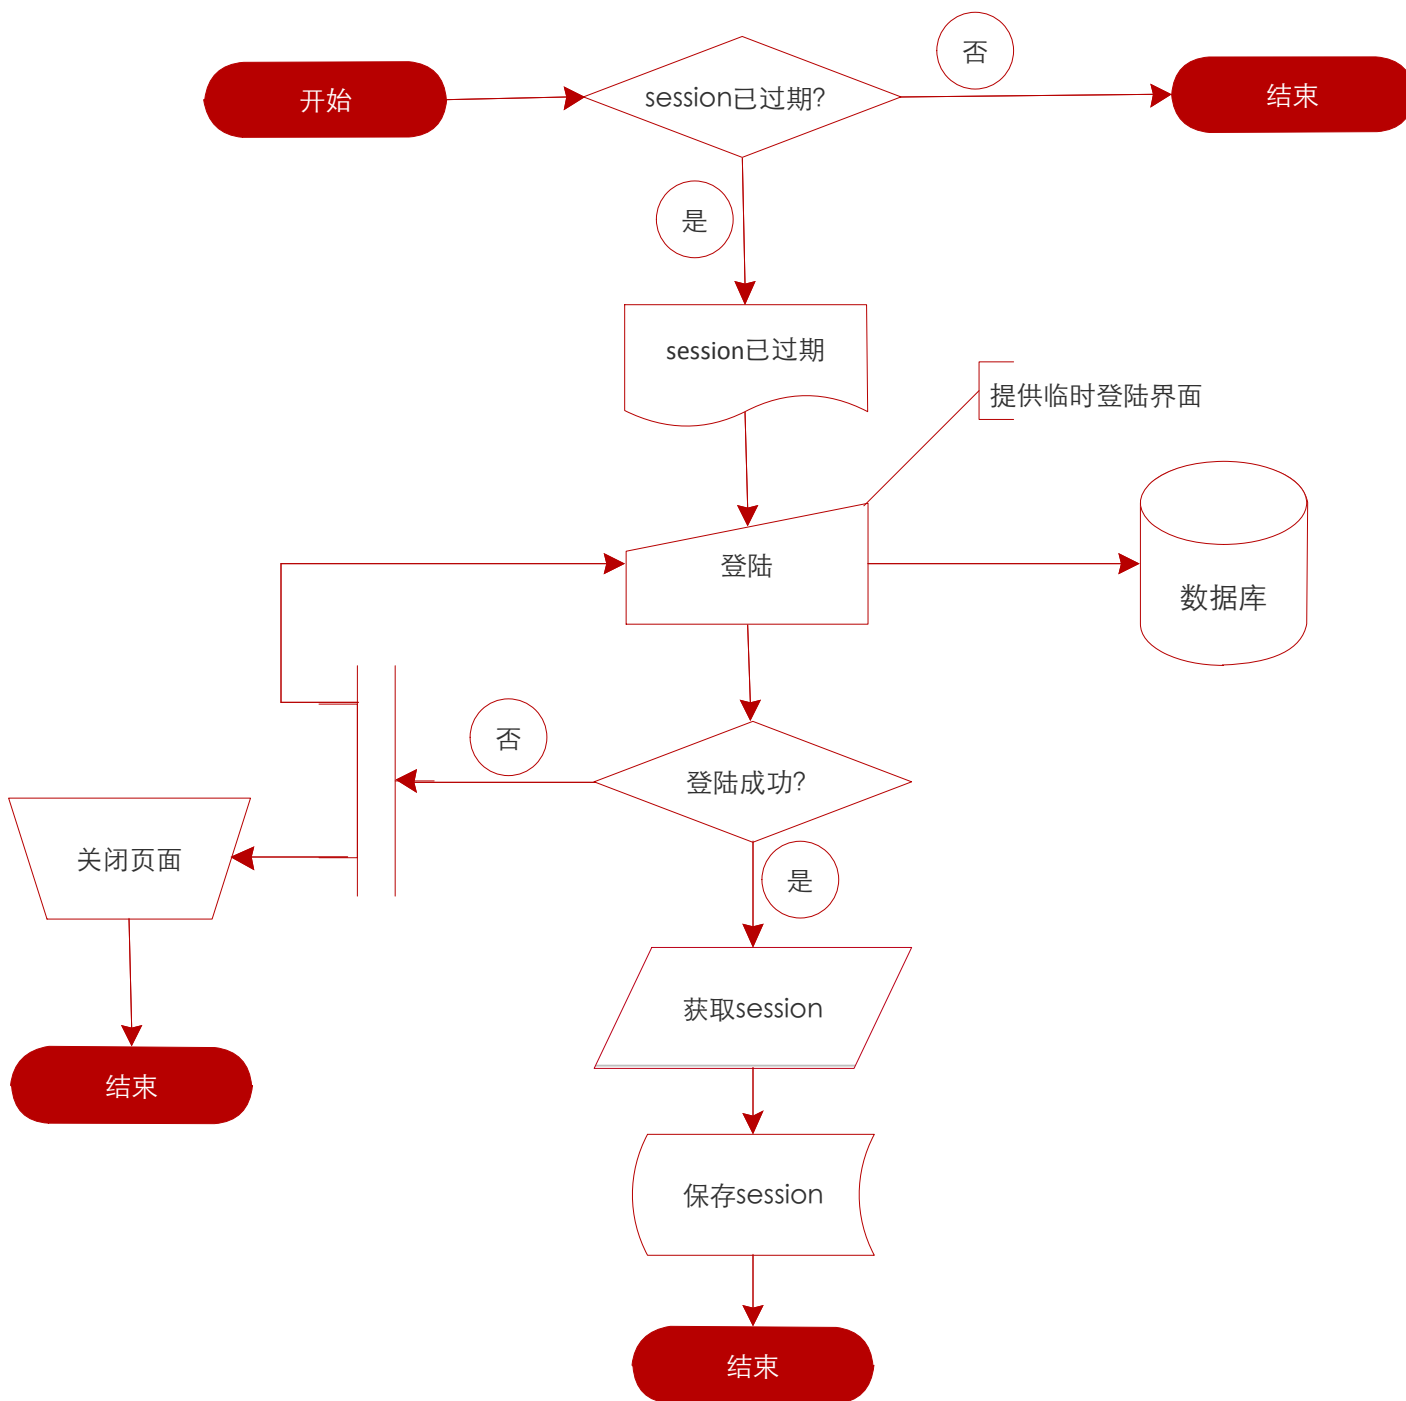 开始
session已过期?
否
结束
是
session已过期
提供临时登陆界面
登陆
数据库
否
登陆成功?
关闭页面
是
获取session
结束
保存session
结束